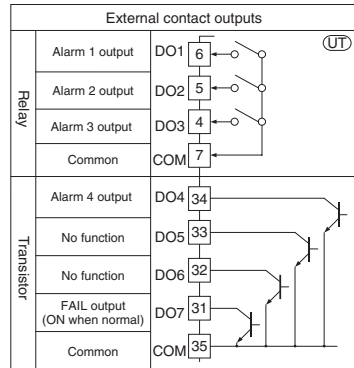 External contact outputs
UT
Relay
Alarm 1 output DO1 6
Alarm 2 output DO2 5
Alarm 3 output DO3 4
Common COM 7
Transistor
Alarm 4 output DO4 34
No function DO5 33
No function DO6 32
FAIL output
(ON when normal) DO7 31
Common COM 35